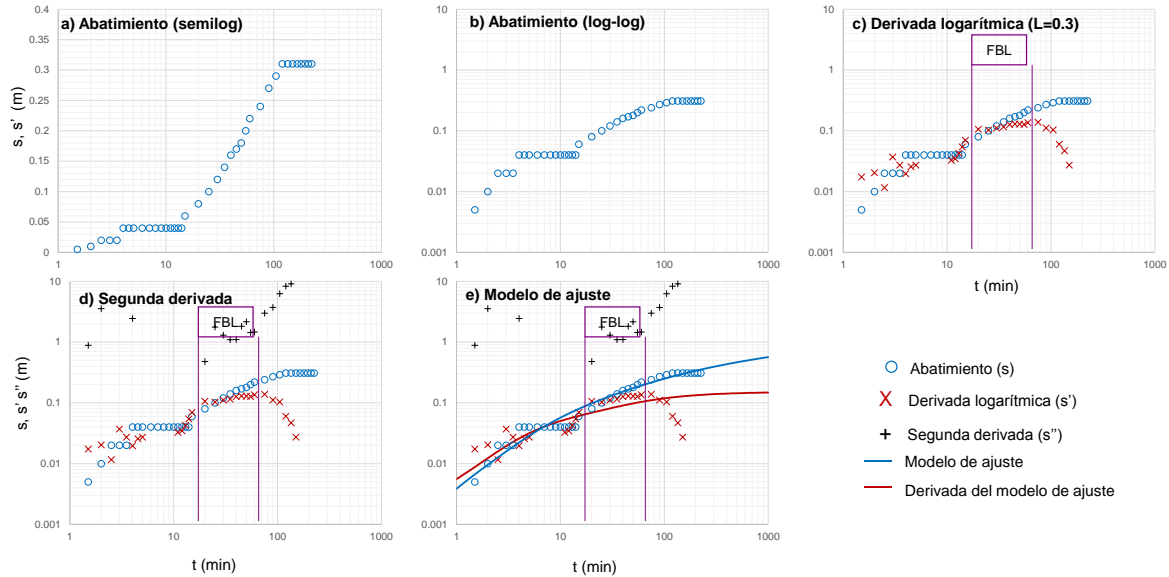 a) Abatimiento (semilog)
0.4
0.35
0.3
0.25
0.2
0.15
0.1
0.05
0
s, s' (m)
1 10 100 1000
b) Abatimiento (log-log)
10
1
0.1
0.01
0.001
1 10 100 1000
c) Derivada logarítmica (L=0.3)
FBL
10
1
0.1
0.01
0.001
1 10 100 1000
t (min)
d) Segunda derivada
FBL
10
1
0.1
0.01
0.001
s, s' s'' (m)
1 10 100 1000
t (min)
e) Modelo de ajuste
FBL
10
1
0.1
0.01
0.001
1 10 100 1000
t (min)
Abatimiento (s)
Derivada logarítmica (s')
Segunda derivada (s'')
Modelo de ajuste
Derivada del modelo de ajuste